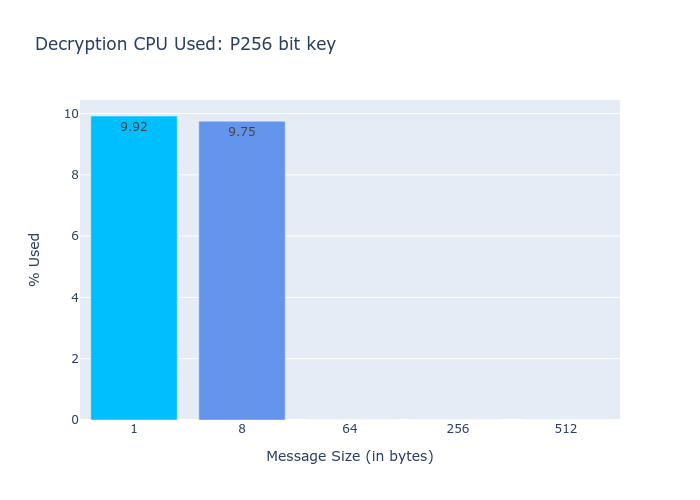 Decryption CPU Used: P256 bit key
10
8
6
4
2
0
% Used
9.92
9.75
1 8 64 256 512
Message Size (in bytes)